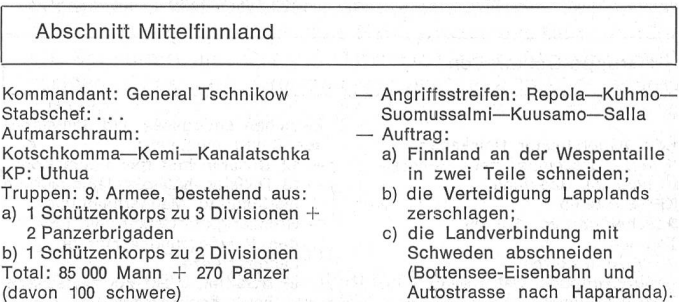 Abschnitt Mittelfinnland
Kommandant: General Tschnikow
Stabschef: . . .
Aufmarschraum:
Kotschkomma—Kemi—Kanalatschka
KP: Uthua
Truppen: 9. Armee, bestehend aus:
a) 1 Schützenkorps zu 3 Divisionen +
2 Panzerbrigaden
b) 1 Schützenkorps zu 2 Divisionen
Total: 85 000 Mann + 270 Panzer
(davon 100 schwere)
— Angriffsstreifen: Repola—Kuhmo—
Suomussalmi—Kuusamo—Salla
— Auftrag:
a) Finnland an der Wespentaille
in zwei Teile schneiden;
b) die Verteidigung Lapplands
zerschlagen;
c) die Landverbindung mit
Schweden abschneiden
(Bottensee-Eisenbahn und
Autostrasse nach Haparanda).